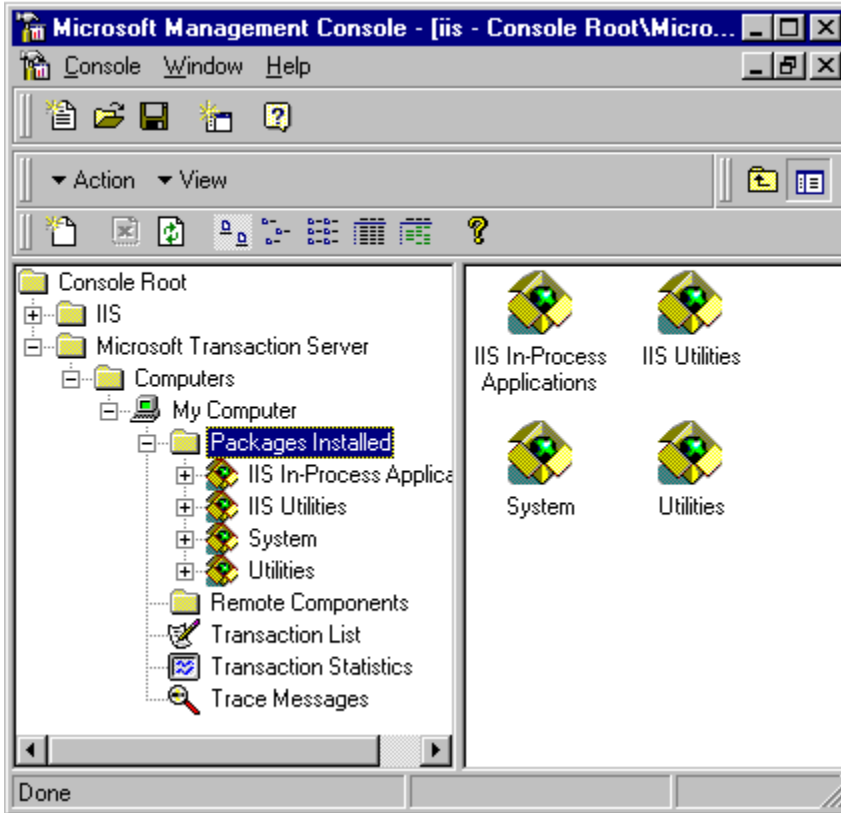 Microsoft Management Console - [iis - Console Root\Micro...
Console Window Help
Action View
Console Root
IIS
Microsoft Transaction Server
Computers
My Computer
Packages Installed
IIS In-Process Applica
IIS Utilities
System
Utilities
Remote Components
Transaction List
Transaction Statistics
Trace Messages
IIS In-Process
Applications
IIS Utilities
System
Utilities
Done